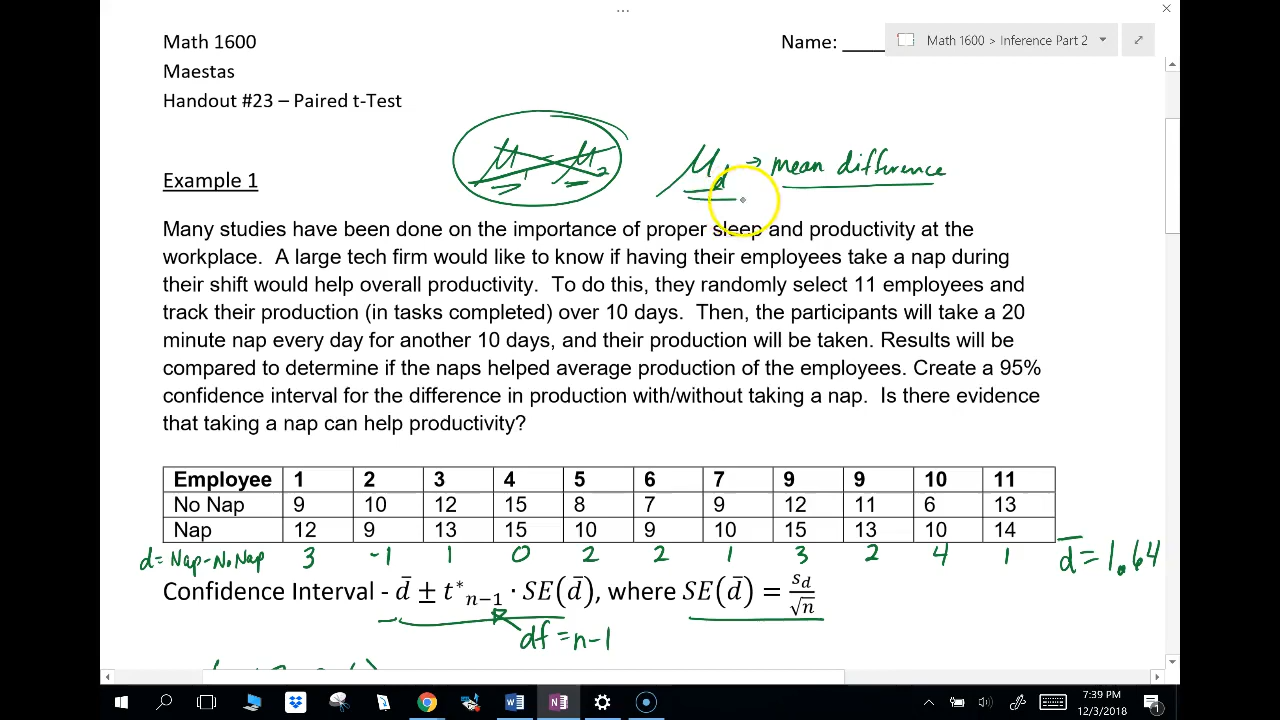 Math 1600
Name: _____
Math 1600 > Inference Part 2
Maestas
Handout #23 – Paired t-Test
μ1 - μ2
μd → mean difference
Example 1
Many studies have been done on the importance of proper sleep and productivity at the
workplace. A large tech firm would like to know if having their employees take a nap during
their shift would help overall productivity. To do this, they randomly select 11 employees and
track their production (in tasks completed) over 10 days. Then, the participants will take a 20
minute nap every day for another 10 days, and their production will be taken. Results will be
compared to determine if the naps helped average production of the employees. Create a 95%
confidence interval for the difference in production with/without taking a nap. Is there evidence
that taking a nap can help productivity?
Employee 1 2 3 4 5 6 7 9 9 10 11
No Nap 9 10 12 15 8 7 9 12 11 6 13
Nap 12 9 13 15 10 9 10 15 13 10 14
d = Nap - No Nap 3 -1 1 0 2 2 1 3 2 4 1 d̄ = 1.64
Confidence Interval - d̄ ± t*n−1 · SE(d̄), where SE(d̄) = sd/√n
df = n-1
7:39 PM
12/3/2018